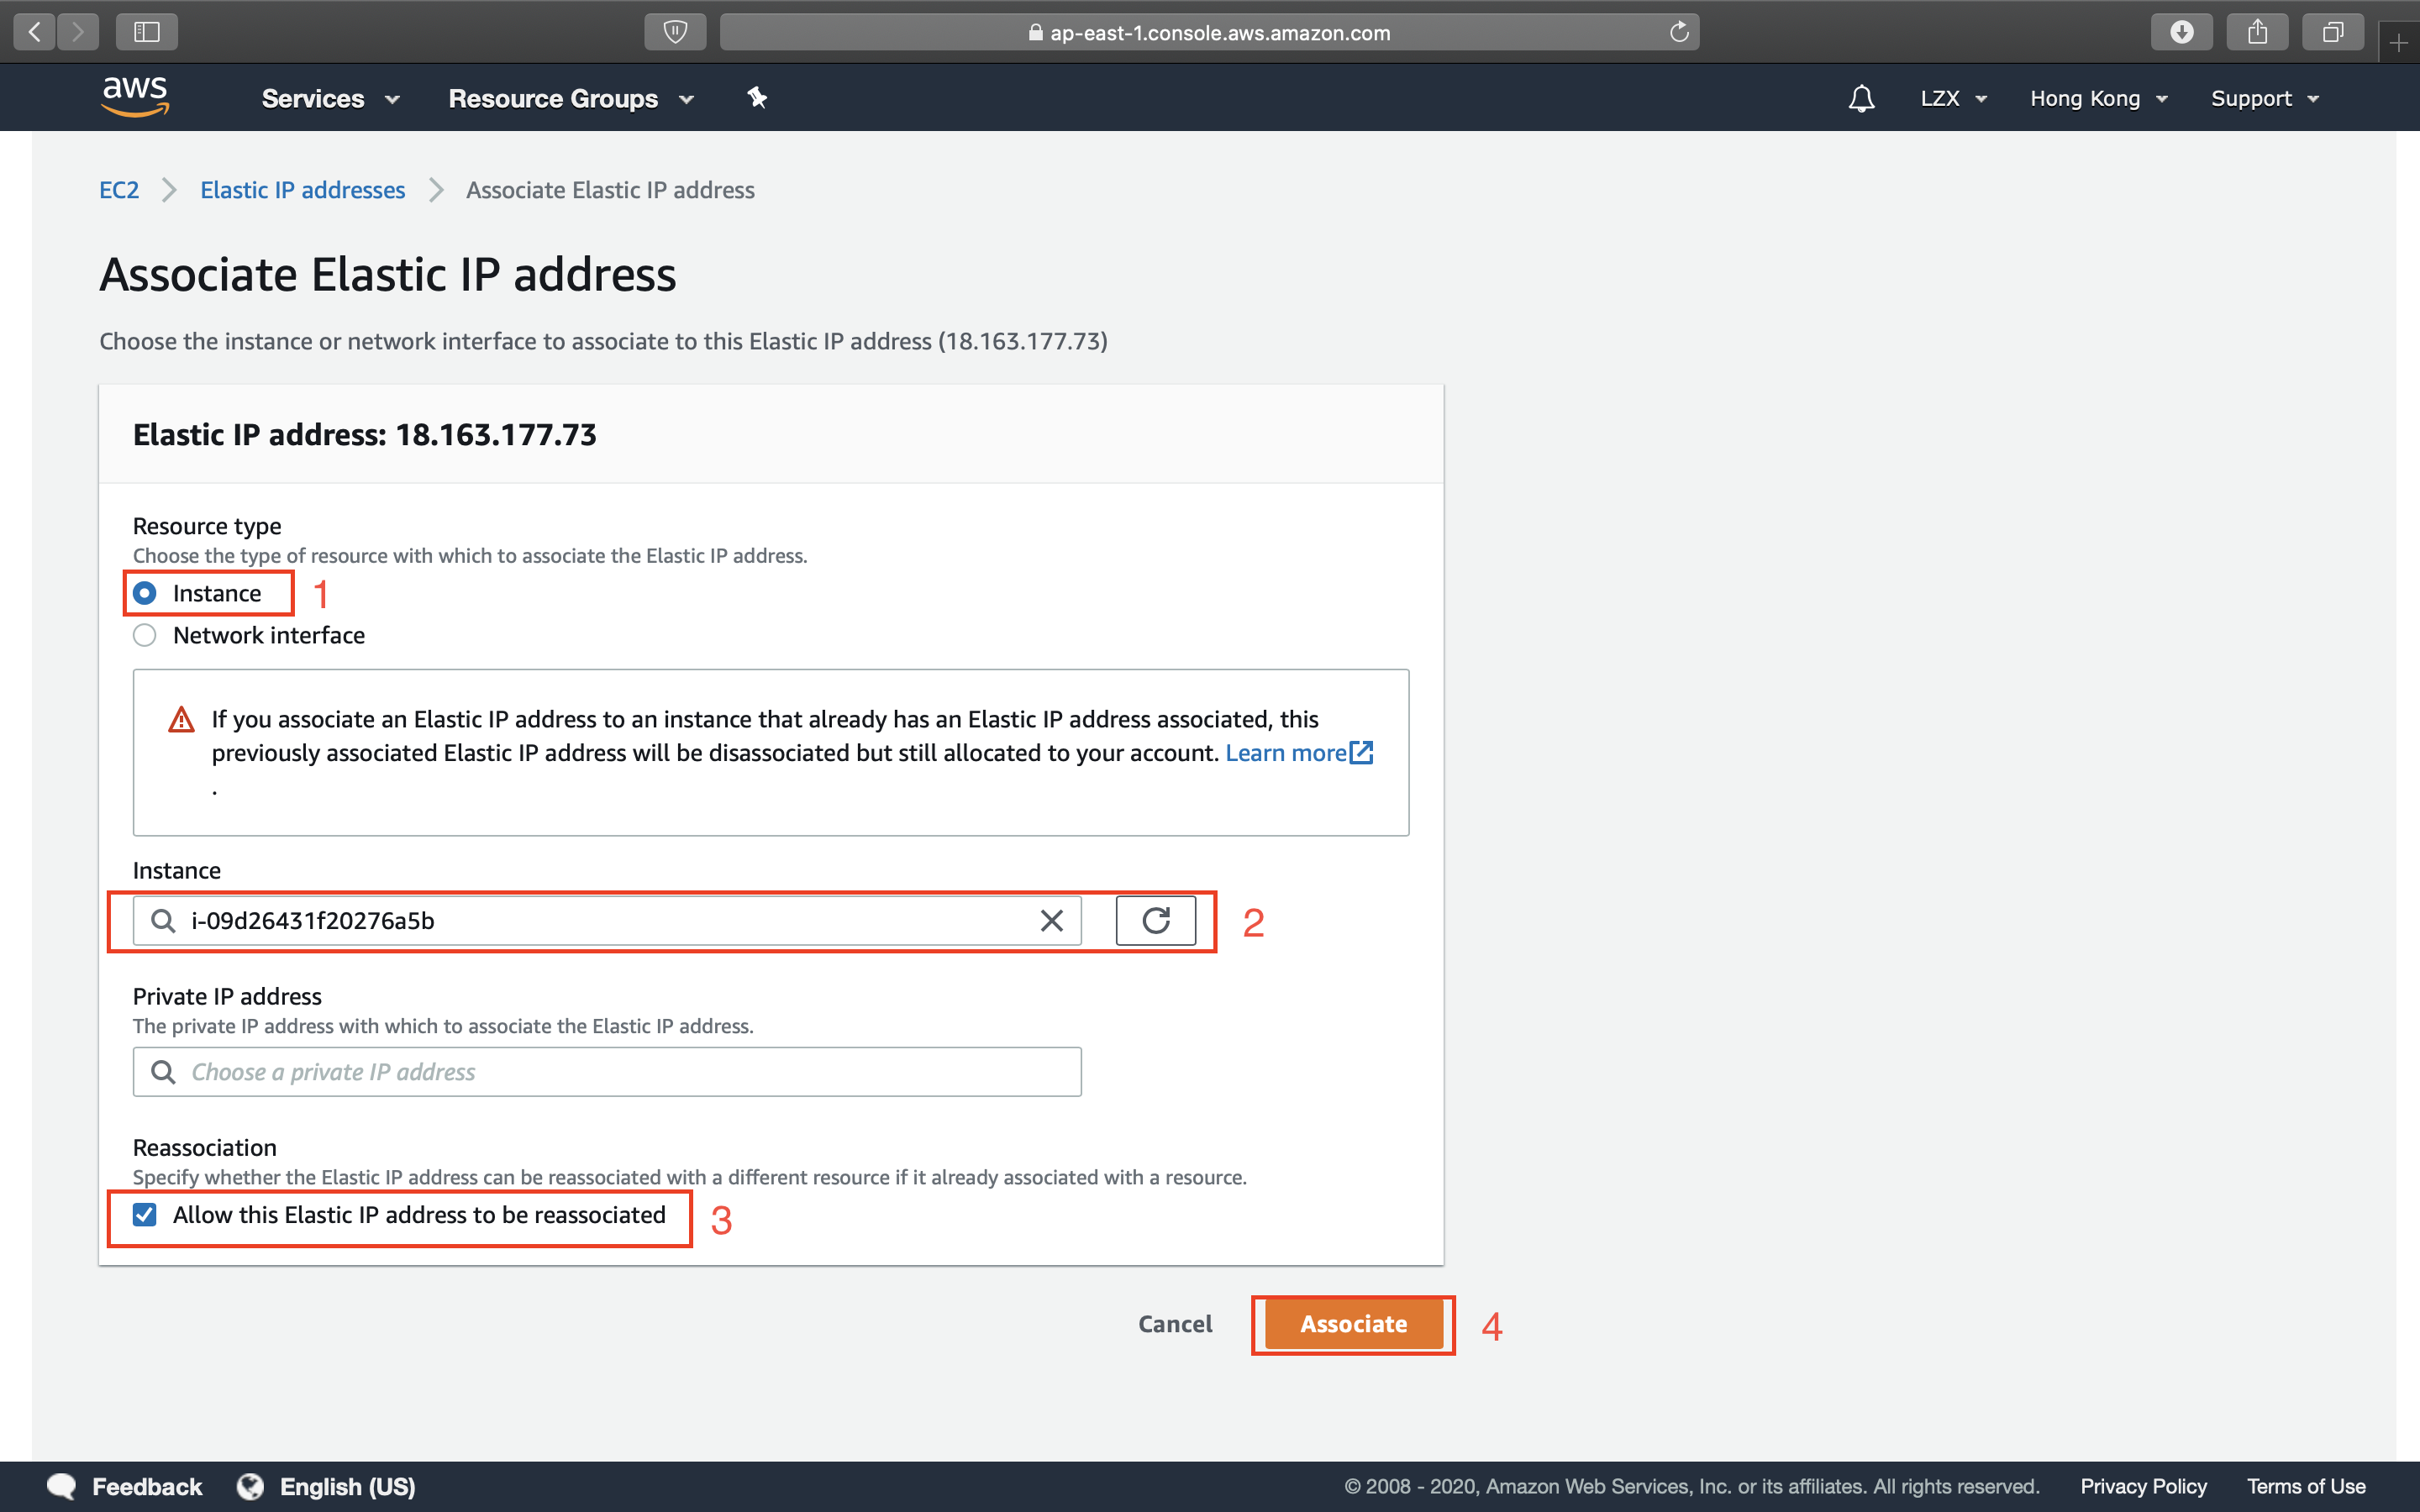 ap-east-1.console.aws.amazon.com
aws Services Resource Groups LZX Hong Kong Support
EC2 Elastic IP addresses Associate Elastic IP address
Associate Elastic IP address
Choose the instance or network interface to associate to this Elastic IP address (18.163.177.73)
Elastic IP address: 18.163.177.73
Resource type
Choose the type of resource with which to associate the Elastic IP address.
Instance 1
Network interface
If you associate an Elastic IP address to an instance that already has an Elastic IP address associated, this
previously associated Elastic IP address will be disassociated but still allocated to your account. Learn more
.
Instance
i-09d26431f20276a5b 2
Private IP address
The private IP address with which to associate the Elastic IP address.
Choose a private IP address
Reassociation
Specify whether the Elastic IP address can be reassociated with a different resource if it already associated with a resource.
Allow this Elastic IP address to be reassociated 3
Cancel Associate 4
Feedback English (US) © 2008 - 2020, Amazon Web Services, Inc. or its affiliates. All rights reserved. Privacy Policy Terms of Use